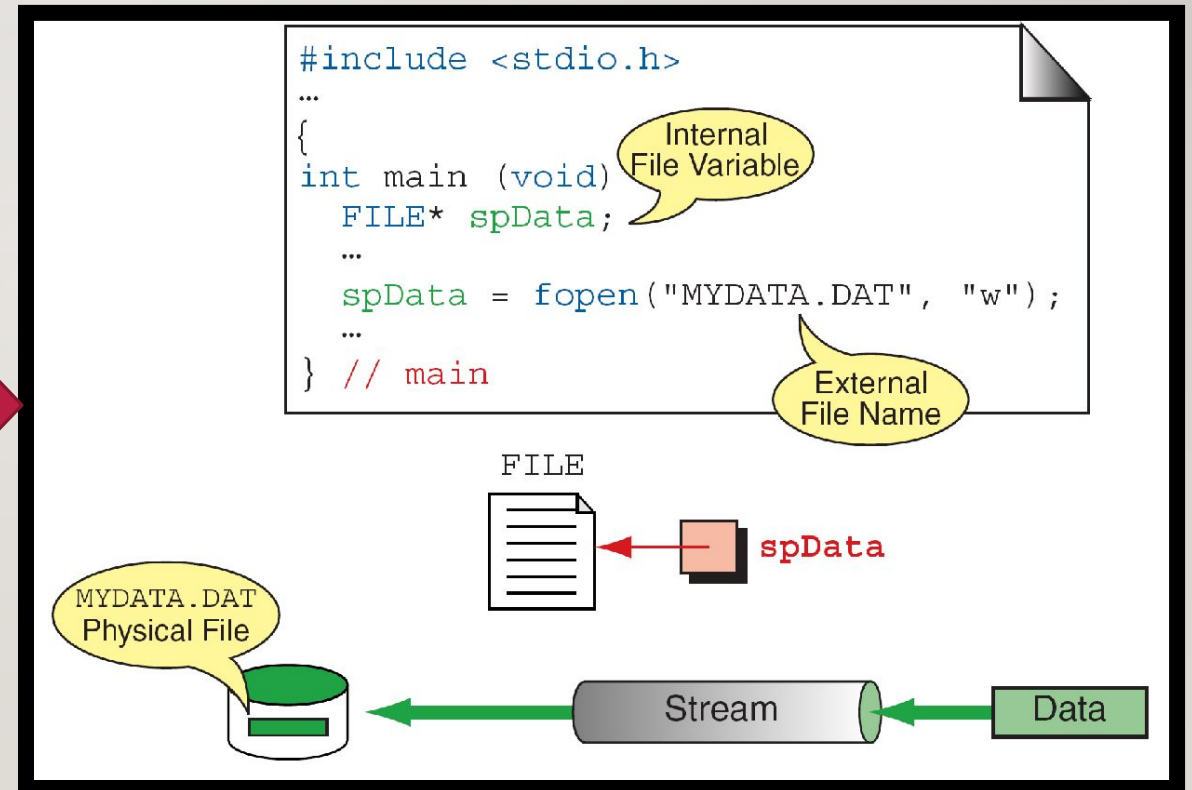 #include <stdio.h>
…
{
int main (void)
FILE* spData;
…
spData = fopen("MYDATA.DAT", "w");
…
} // main
Internal
File Variable
External
File Name
FILE
spData
MYDATA.DAT
Physical File
Stream
Data